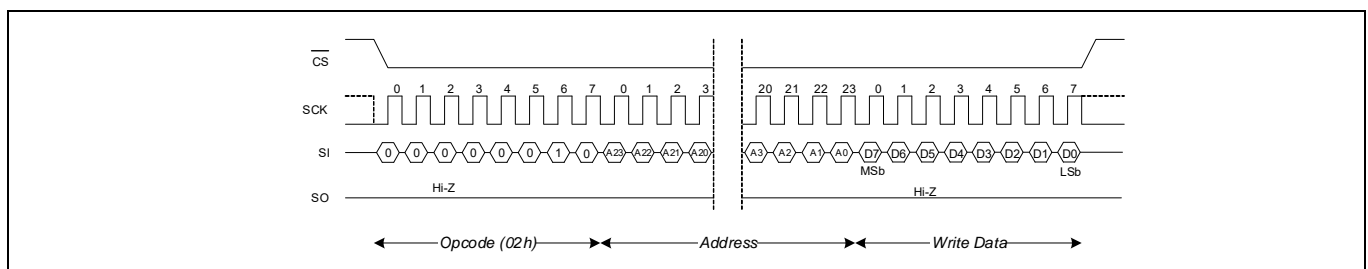 CS
0 1 2 3 4 5 6 7 0 1 2 3 20 21 22 23 0 1 2 3 4 5 6 7
SCK
SI 0 0 0 0 0 0 1 0 A23 A22 A21 A20 A3 A2 A1 A0 D7 D6 D5 D4 D3 D2 D1 D0
MSb LSb
Hi-Z Hi-Z
SO
Opcode (02h) Address Write Data